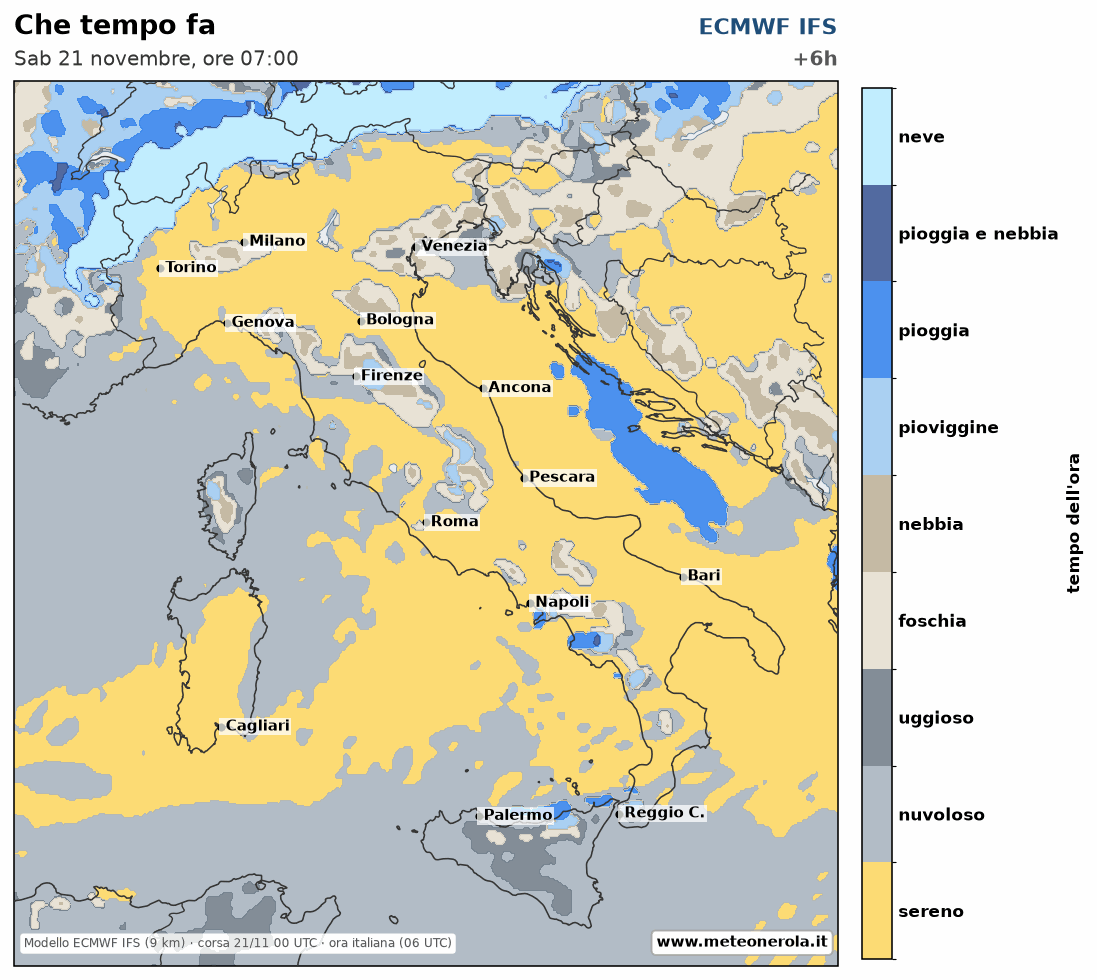 Che tempo fa
ECMWF IFS
Sab 21 novembre, ore 07:00
+6h
neve
pioggia e nebbia
pioggia
pioviggine
nebbia
foschia
uggioso
nuvoloso
sereno
tempo dell'ora
Milano
Venezia
Torino
Genova
Bologna
Firenze
Ancona
Pescara
Roma
Bari
Napoli
Cagliari
Palermo
Reggio C.
Modello ECMWF IFS (9 km) · corsa 21/11 00 UTC · ora italiana (06 UTC)
www.meteonerola.it